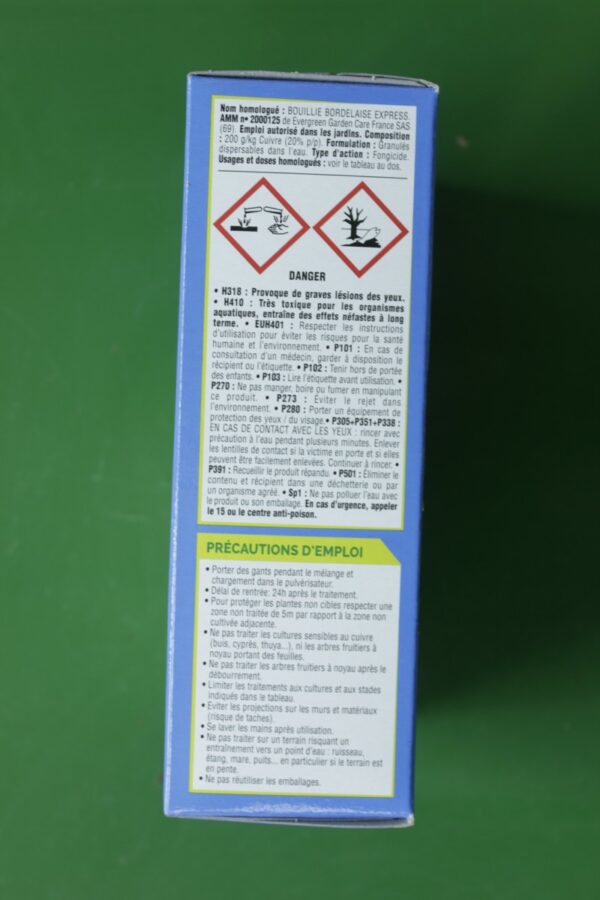 Nom homologué : BOUILLIE BORDELAISE EXPRESS.
AMM n• 2000125 de Evergreen Garden Care France SAS
(69). Emploi autorisé dans les jardins. Composition
: 200 g/kg Cuivre (20% p/p). Formulation : Granulés
dispersables dans l'eau. Type d'action : Fongicide.
Usages et doses homologués : voir le tableau au dos.
DANGER
• H318 : Provoque de graves lésions des yeux.
• H410 : Très toxique pour les organismes
aquatiques, entraîne des effets néfastes à long
terme. • EUH401 : Respecter les instructions
d'utilisation pour éviter les risques pour la santé
humaine et l'environnement. • P101 : En cas de
consultation d'un médecin, garder à disposition le
récipient ou l'étiquette. • P102 : Tenir hors de portée
des enfants. • P103 : Lire l'étiquette avant utilisation. •
P270 : Ne pas manger, boire ou fumer en manipulant
ce produit. • P273 : Éviter le rejet dans
l'environnement. • P280 : Porter un équipement de
protection des yeux / du visage. • P305+P351+P338 :
EN CAS DE CONTACT AVEC LES YEUX : rincer avec
précaution à l'eau pendant plusieurs minutes. Enlever
les lentilles de contact si la victime en porte et si elles
peuvent être facilement enlevées. Continuer à rincer. •
P391 : Recueillir le produit répandu. • P501 : Éliminer le
contenu et récipient dans une déchetterie ou par
un organisme agréé. • Sp1 : Ne pas polluer l'eau avec
le produit ou son emballage. En cas d'urgence, appeler
le 15 ou le centre anti-poison.
PRÉCAUTIONS D'EMPLOI
• Porter des gants pendant le mélange et
chargement dans le pulvérisateur.
• Délai de rentrée: 24h après le traitement.
• Pour protéger les plantes non cibles respecter une
zone non traitée de 5m par rapport à la zone non
cultivée adjacente.
• Ne pas traiter les cultures sensibles au cuivre
(buis, cyprès, thuya...), ni les arbres fruitiers à
noyau portant des feuilles.
• Ne pas traiter les arbres fruitiers à noyau après le
débourrement.
• Limiter les traitements aux cultures et aux stades
indiqués dans le tableau.
• Eviter les projections sur les murs et matériaux
(risque de taches).
• Se laver les mains après utilisation.
• Ne pas traiter sur un terrain risquant un
entraînement vers un point d'eau : ruisseau,
étang, mare, puits... en particulier si le terrain est
en pente.
• Ne pas réutiliser les emballages.